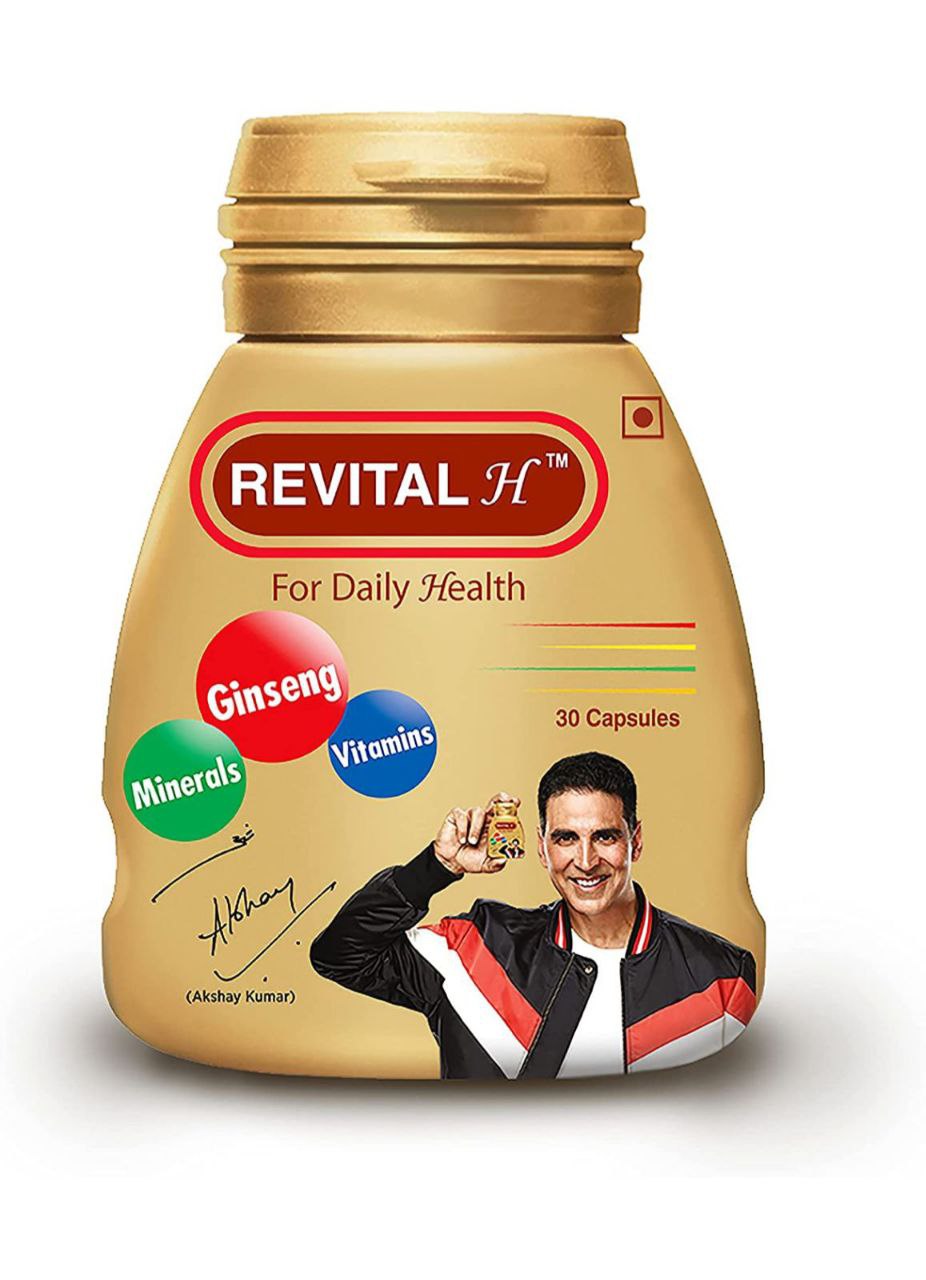 REVITAL H™
For Daily Health
Ginseng
Vitamins
Minerals
30 Capsules
Akshay
(Akshay Kumar)